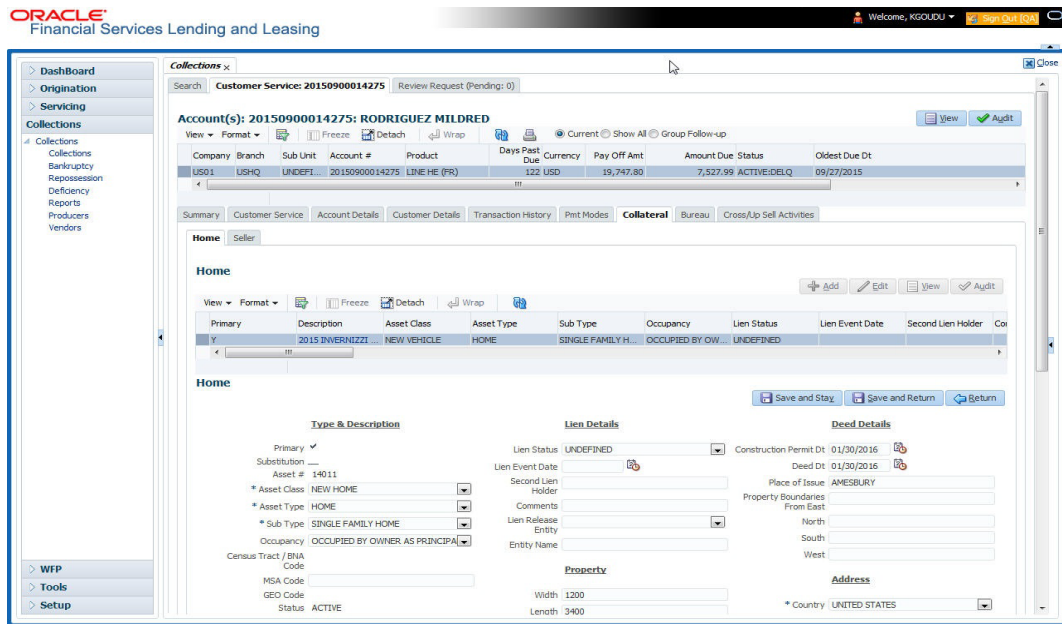 ORACLE
Financial Services Lending and Leasing
Welcome, KGOUDU
Sign Out [QA]
Close
DashBoard
Origination
Servicing
Collections
Collections
Collections
Bankruptcy
Repossession
Deficiency
Reports
Producers
Vendors
WFP
Tools
Setup
Collections x
Search Customer Service: 20150900014275 Review Request (Pending: 0)
Account(s): 20150900014275: RODRIGUEZ MILDRED
View Audit
View Format Freeze Detach Wrap Current Show All Group Follow-up
Company Branch Sub Unit Account # Product Days Past Due Currency Pay Off Amt Amount Due Status Oldest Due Dt
US01 USHQ UNDEFI... 20150900014275 LINE HE (FR) 122 USD 19,747.80 7,527.99 ACTIVE:DELQ 09/27/2015
Summary Customer Service Account Details Customer Details Transaction History Pmt Modes Collateral Bureau Cross/Up Sell Activities
Home Seller
Home
Add Edit View Audit
View Format Freeze Detach Wrap
Primary Description Asset Class Asset Type Sub Type Occupancy Lien Status Lien Event Date Second Lien Holder Co
Y 2015 INVERNIZZI ... NEW VEHICLE HOME SINGLE FAMILY H... OCCUPIED BY OW... UNDEFINED
Home
Save and Stay Save and Return Return
Type & Description
Primary
Substitution
Asset # 14011
* Asset Class NEW HOME
* Asset Type HOME
* Sub Type SINGLE FAMILY HOME
Occupancy OCCUPIED BY OWNER AS PRINCIPA
Census Tract / BNA Code
MSA Code
GEO Code
Status ACTIVE
Lien Details
Lien Status UNDEFINED
Lien Event Date
Second Lien Holder
Comments
Lien Release Entity
Entity Name
Property
Width 1200
Length 3400
Deed Details
Construction Permit Dt 01/30/2016
Deed Dt 01/30/2016
Place of Issue AMESBURY
Property Boundaries From East
North
South
West
Address
* Country UNITED STATES